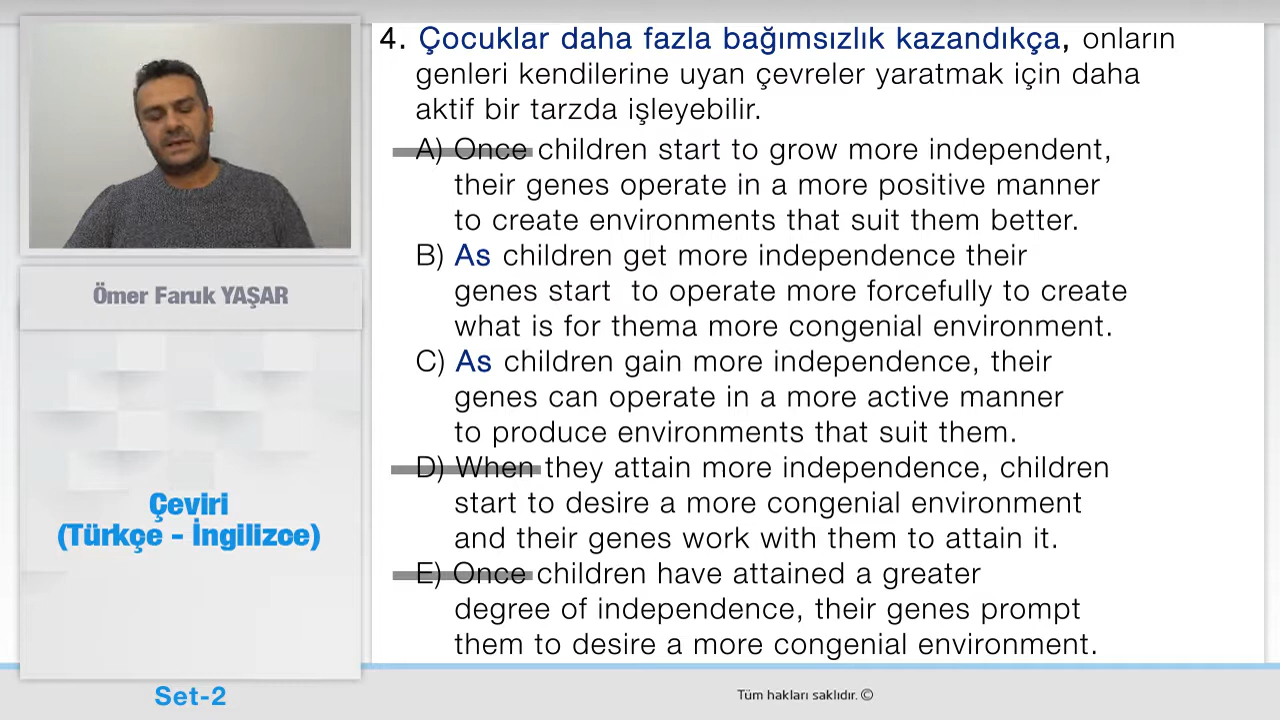 Ömer Faruk YAŞAR
Çeviri
(Türkçe - İngilizce)
Set-2
4. Çocuklar daha fazla bağımsızlık kazandıkça, onların
genleri kendilerine uyan çevreler yaratmak için daha
aktif bir tarzda işleyebilir.
A) Once children start to grow more independent,
their genes operate in a more positive manner
to create environments that suit them better.
B) As children get more independence their
genes start to operate more forcefully to create
what is for thema more congenial environment.
C) As children gain more independence, their
genes can operate in a more active manner
to produce environments that suit them.
D) When they attain more independence, children
start to desire a more congenial environment
and their genes work with them to attain it.
E) Once children have attained a greater
degree of independence, their genes prompt
them to desire a more congenial environment.
Tüm hakları saklıdır. ©